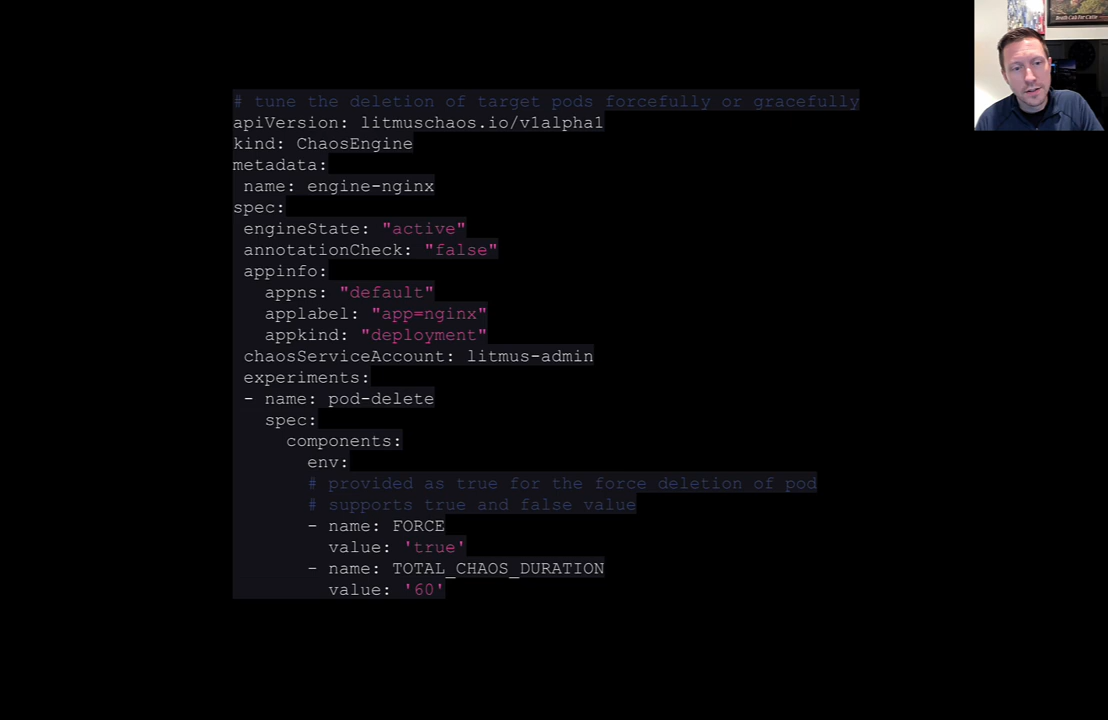 # tune the deletion of target pods forcefully or gracefully
apiVersion: litmuschaos.io/v1alpha1
kind: ChaosEngine
metadata:
 name: engine-nginx
spec:
 engineState: "active"
 annotationCheck: "false"
 appinfo:
   appns: "default"
   applabel: "app=nginx"
   appkind: "deployment"
 chaosServiceAccount: litmus-admin
 experiments:
 - name: pod-delete
   spec:
     components:
       env:
       # provided as true for the force deletion of pod
       # supports true and false value
       - name: FORCE
         value: 'true'
       - name: TOTAL_CHAOS_DURATION
         value: '60'